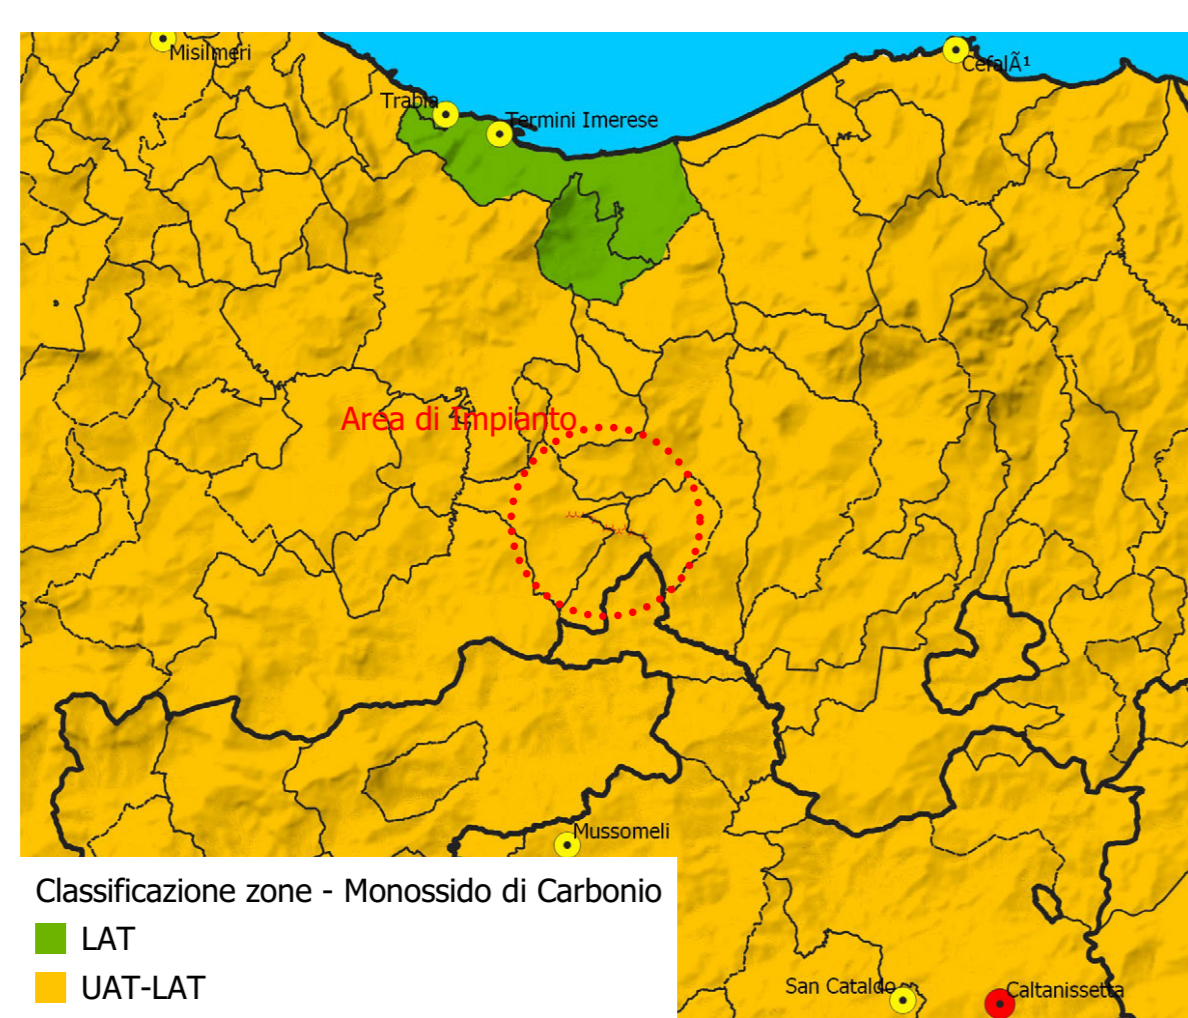 Misilmeri
CefalÃ¹
Trabia
Termini Imerese
Area di Impianto
Mussomeli
Classificazione zone - Monossido di Carbonio
LAT
UAT-LAT
San Cataldo
Caltanissetta